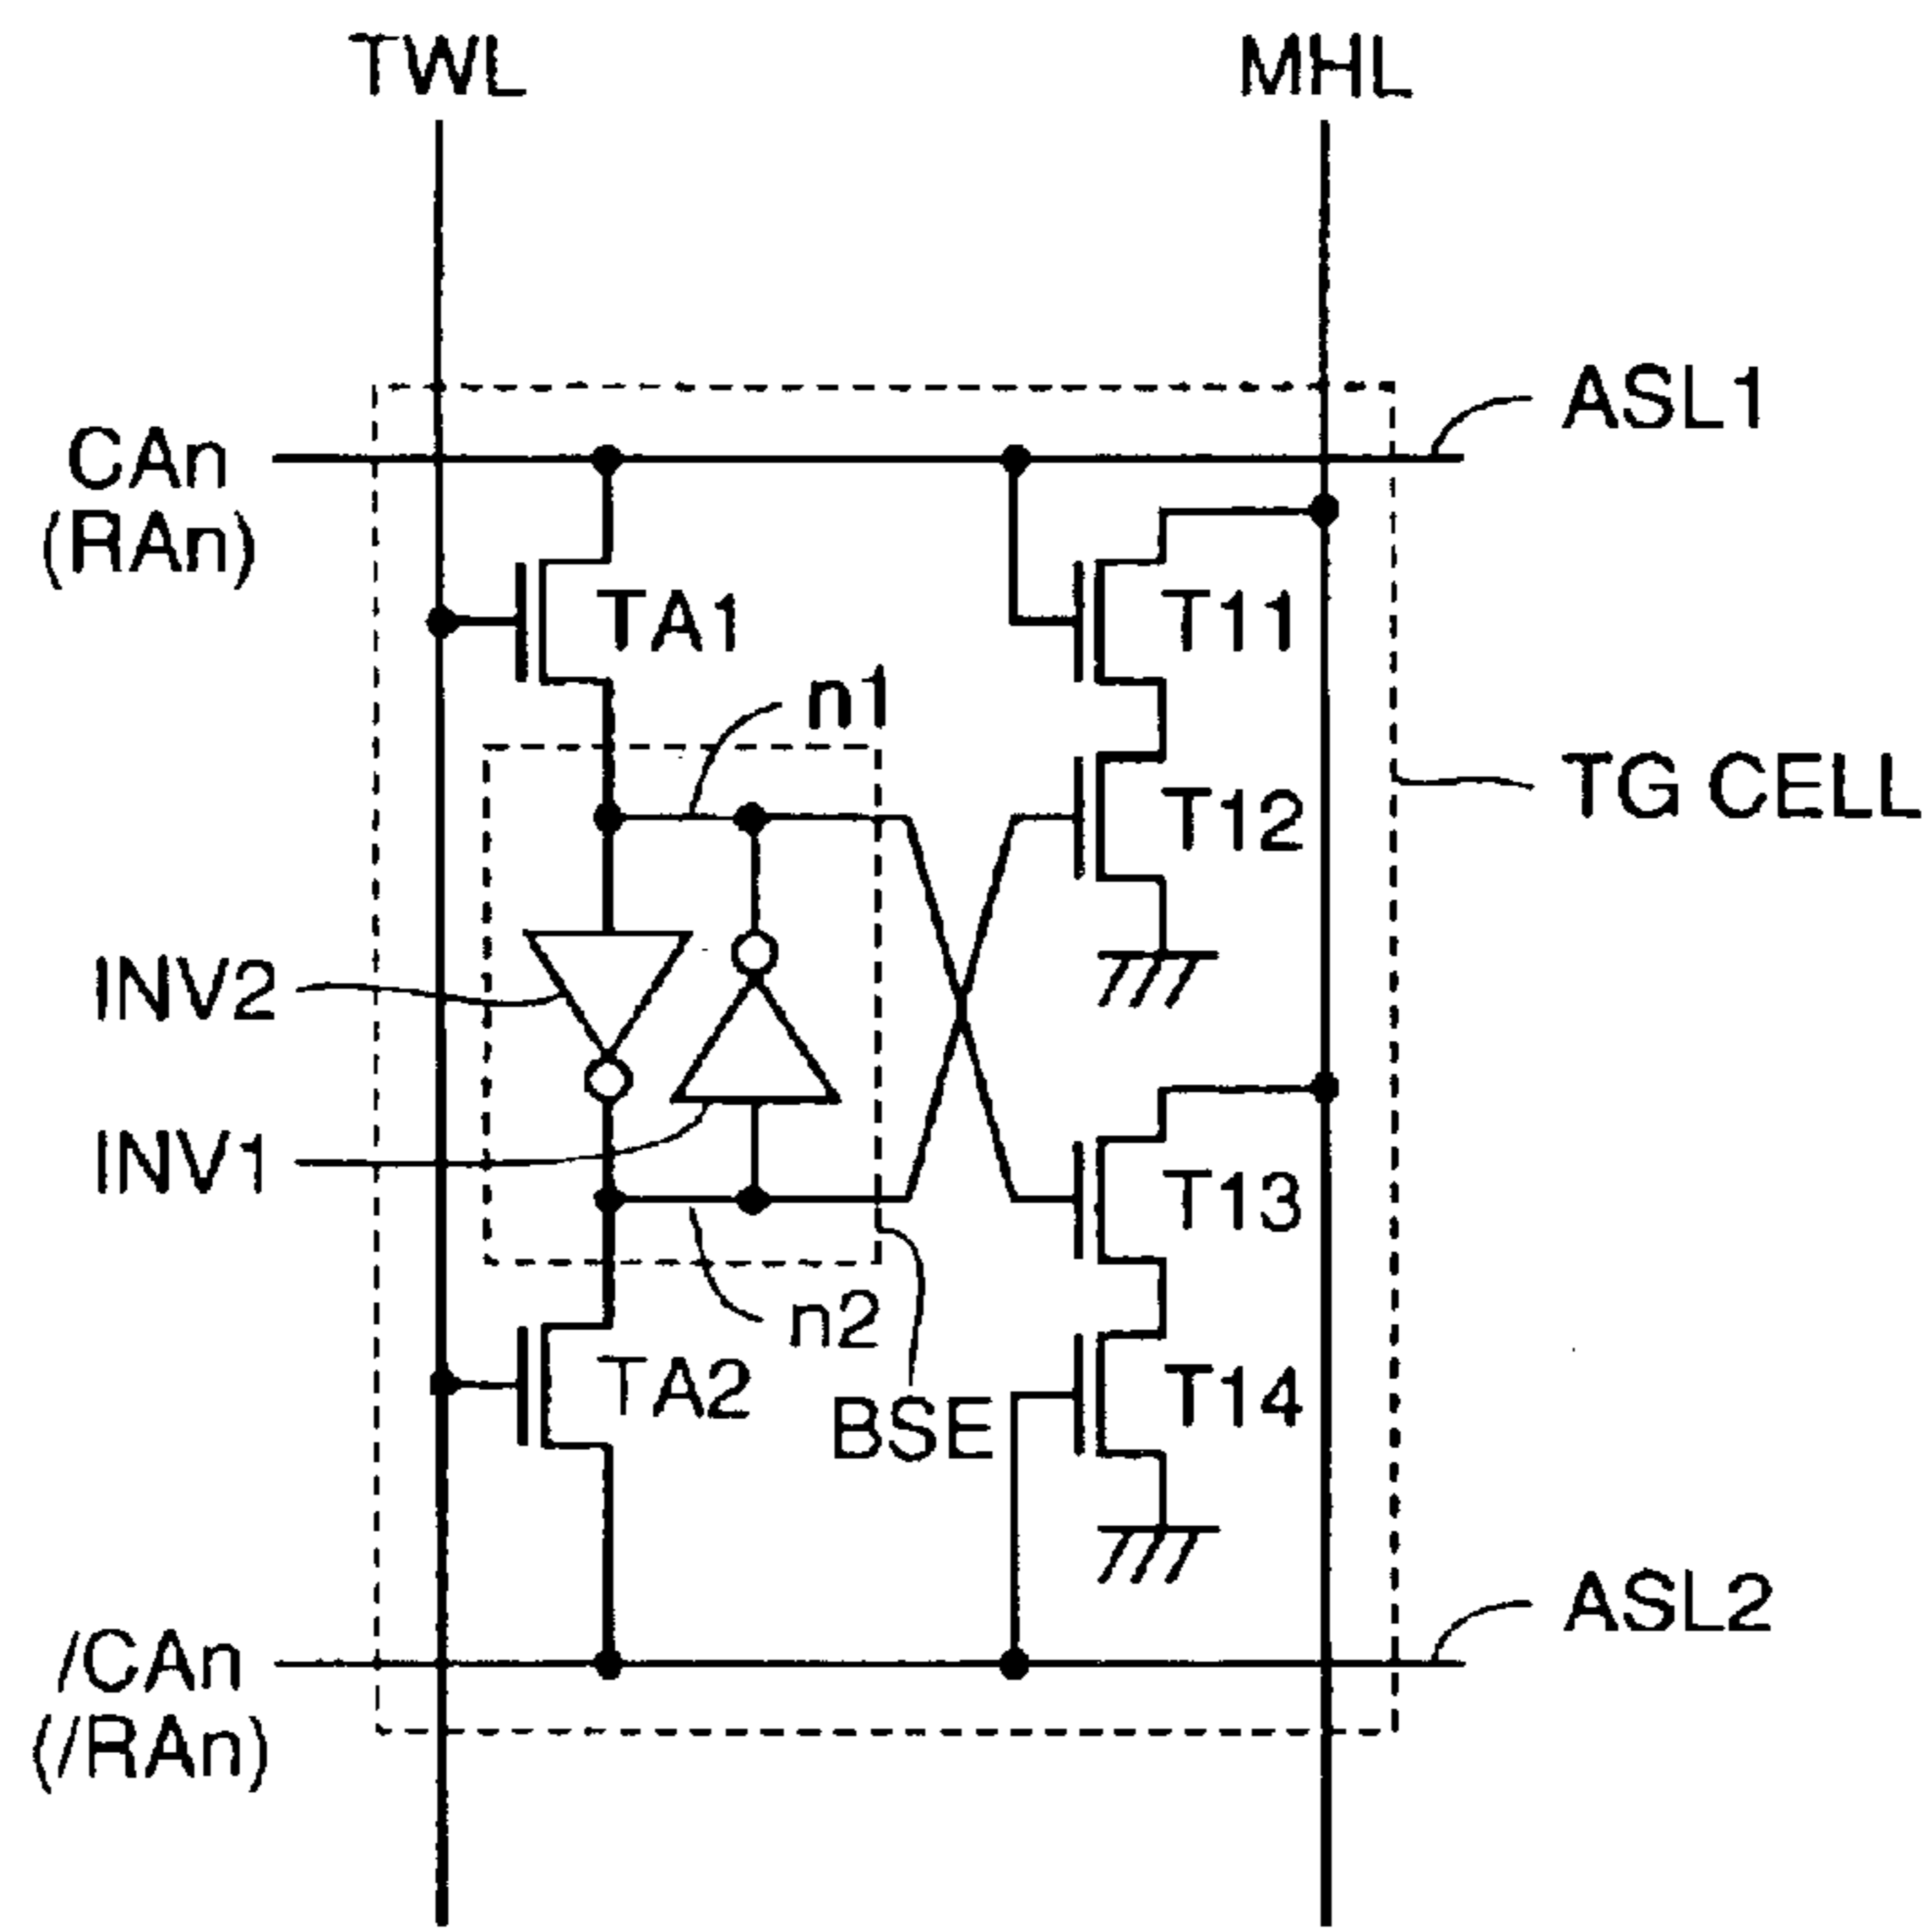 TWL
MHL
ASL1
CAn
(RAn)
TA1
T11
n1
TG CELL
T12
INV2
INV1
T13
n2
TA2
T14
BSE
ASL2
/CAn
(/RAn)